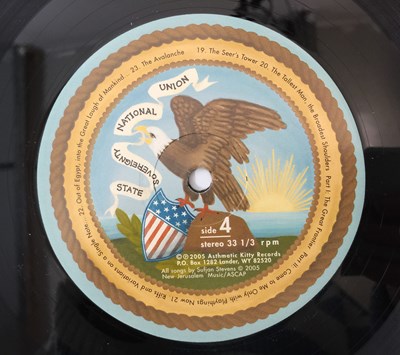 19. The Seer's Tower 20. The Tallest Man, the Broadest Shoulders Part I: The Great Frontier Part II: Come to Me Only with Playthings Now 21. Riffs and Variations on a Single Note... 22. Out of Egypt, into the Great Laugh of Mankind... 23. The Avalanche
STATE
SOVEREIGNTY
NATIONAL
UNION
side 4
stereo 33 1/3 rpm
©℗2005 Asthmatic Kitty Records
P.O. Box 1282 Lander, WY 82520
All songs by Sufjan Stevens © 2005
New Jerusalem Music/ASCAP